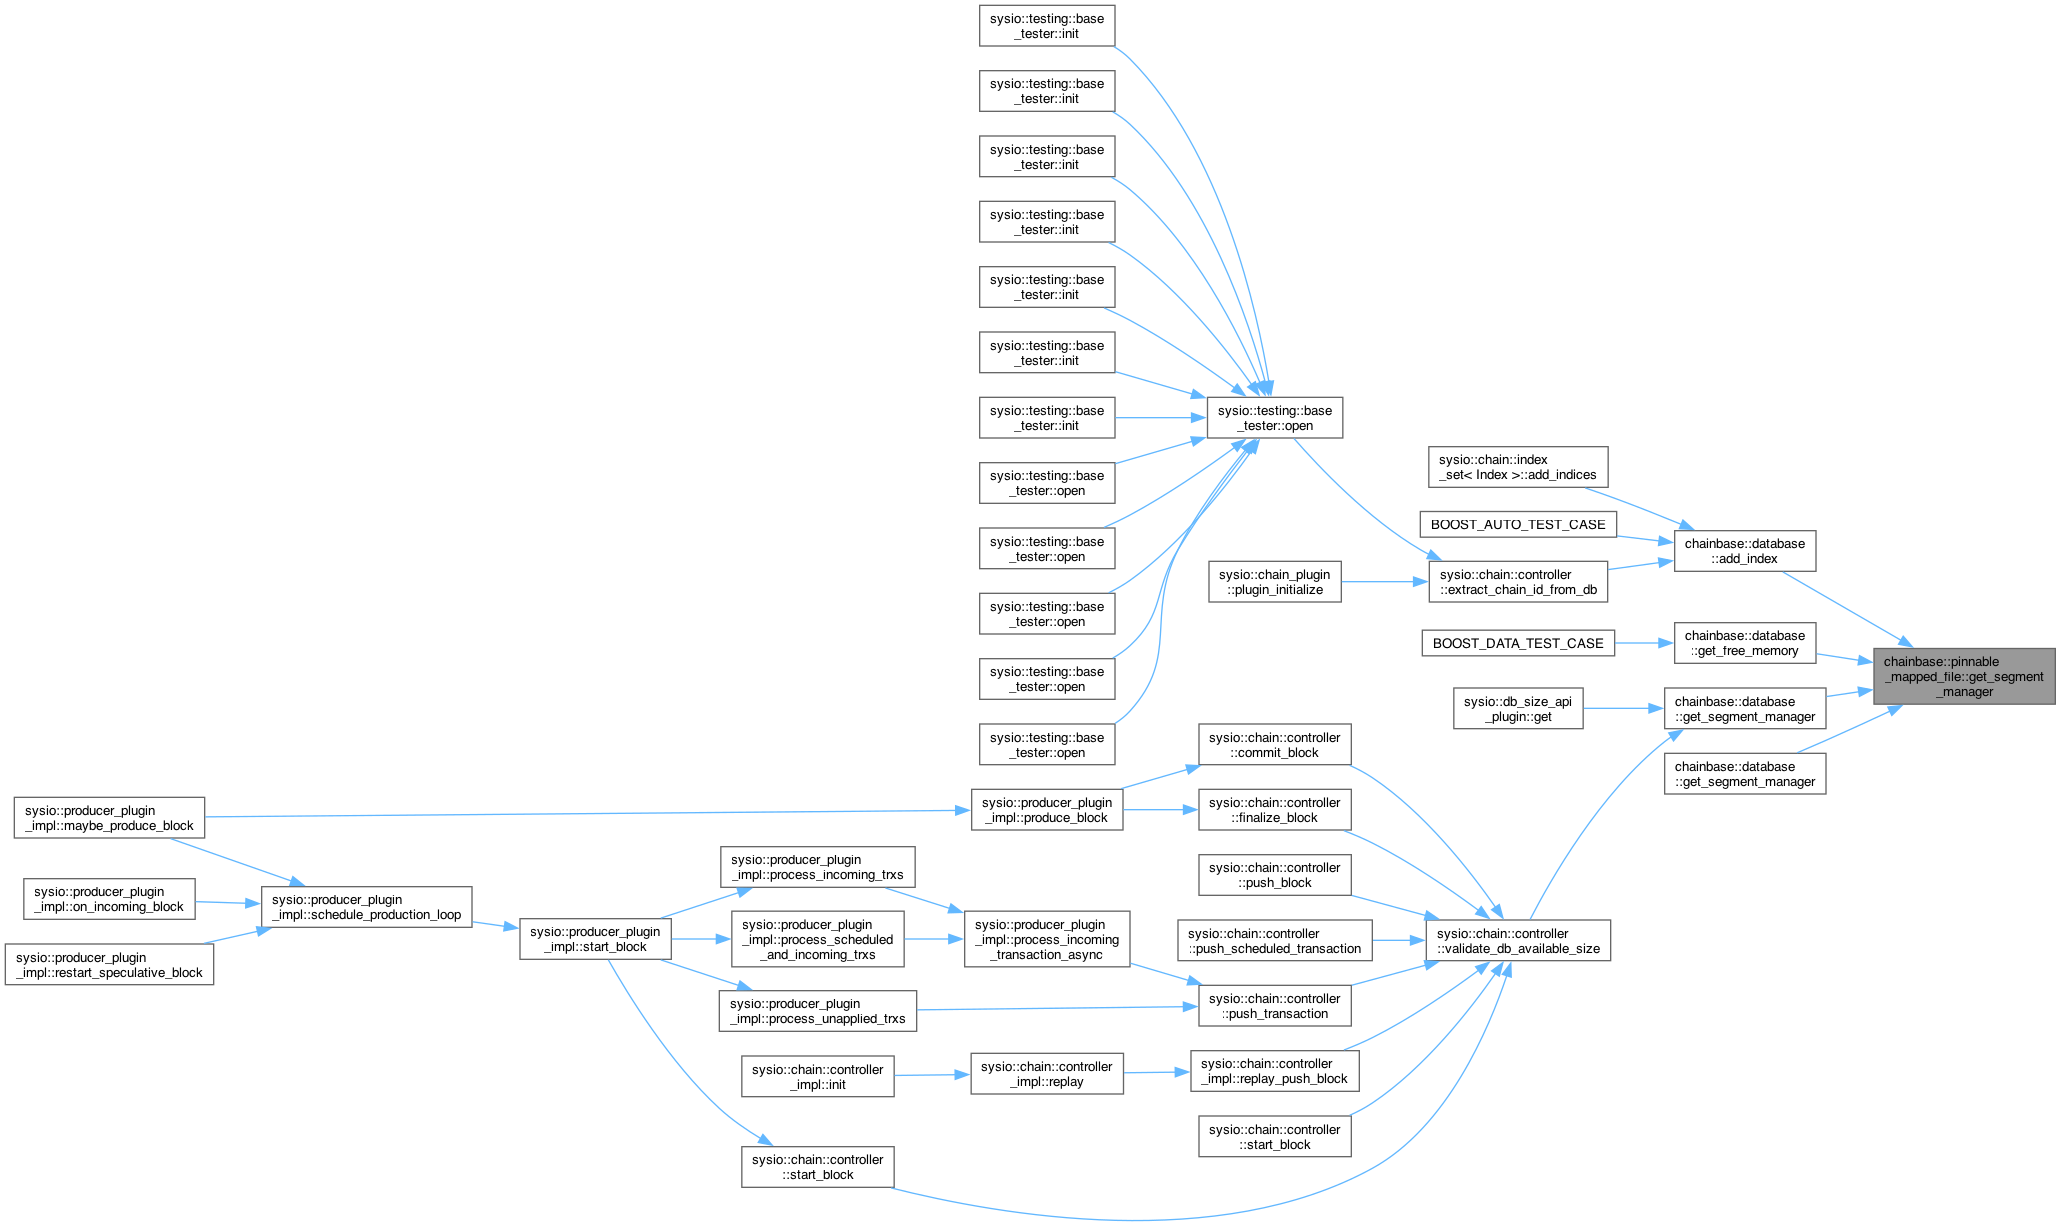 sysio::testing::base
_tester::init
sysio::testing::base
_tester::init
sysio::testing::base
_tester::init
sysio::testing::base
_tester::init
sysio::testing::base
_tester::init
sysio::testing::base
_tester::init
sysio::testing::base
_tester::init
sysio::testing::base
_tester::open
sysio::testing::base
_tester::open
sysio::testing::base
_tester::open
sysio::testing::base
_tester::open
sysio::testing::base
_tester::open
sysio::testing::base
_tester::open
sysio::chain::index
_set< Index >::add_indices
BOOST_AUTO_TEST_CASE
chainbase::database
::add_index
sysio::chain_plugin
::plugin_initialize
sysio::chain::controller
::extract_chain_id_from_db
BOOST_DATA_TEST_CASE
chainbase::database
::get_free_memory
chainbase::pinnable
_mapped_file::get_segment
_manager
sysio::db_size_api
_plugin::get
chainbase::database
::get_segment_manager
chainbase::database
::get_segment_manager
sysio::chain::controller
::commit_block
sysio::producer_plugin
_impl::maybe_produce_block
sysio::producer_plugin
_impl::produce_block
sysio::chain::controller
::finalize_block
sysio::producer_plugin
_impl::process_incoming_trxs
sysio::chain::controller
::push_block
sysio::producer_plugin
_impl::on_incoming_block
sysio::producer_plugin
_impl::schedule_production_loop
sysio::producer_plugin
_impl::start_block
sysio::producer_plugin
_impl::process_scheduled
_and_incoming_trxs
sysio::producer_plugin
_impl::process_incoming
_transaction_async
sysio::chain::controller
::push_scheduled_transaction
sysio::chain::controller
::validate_db_available_size
sysio::producer_plugin
_impl::restart_speculative_block
sysio::producer_plugin
_impl::process_unapplied_trxs
sysio::chain::controller
::push_transaction
sysio::chain::controller
_impl::init
sysio::chain::controller
_impl::replay
sysio::chain::controller
_impl::replay_push_block
sysio::chain::controller
::start_block
sysio::chain::controller
::start_block